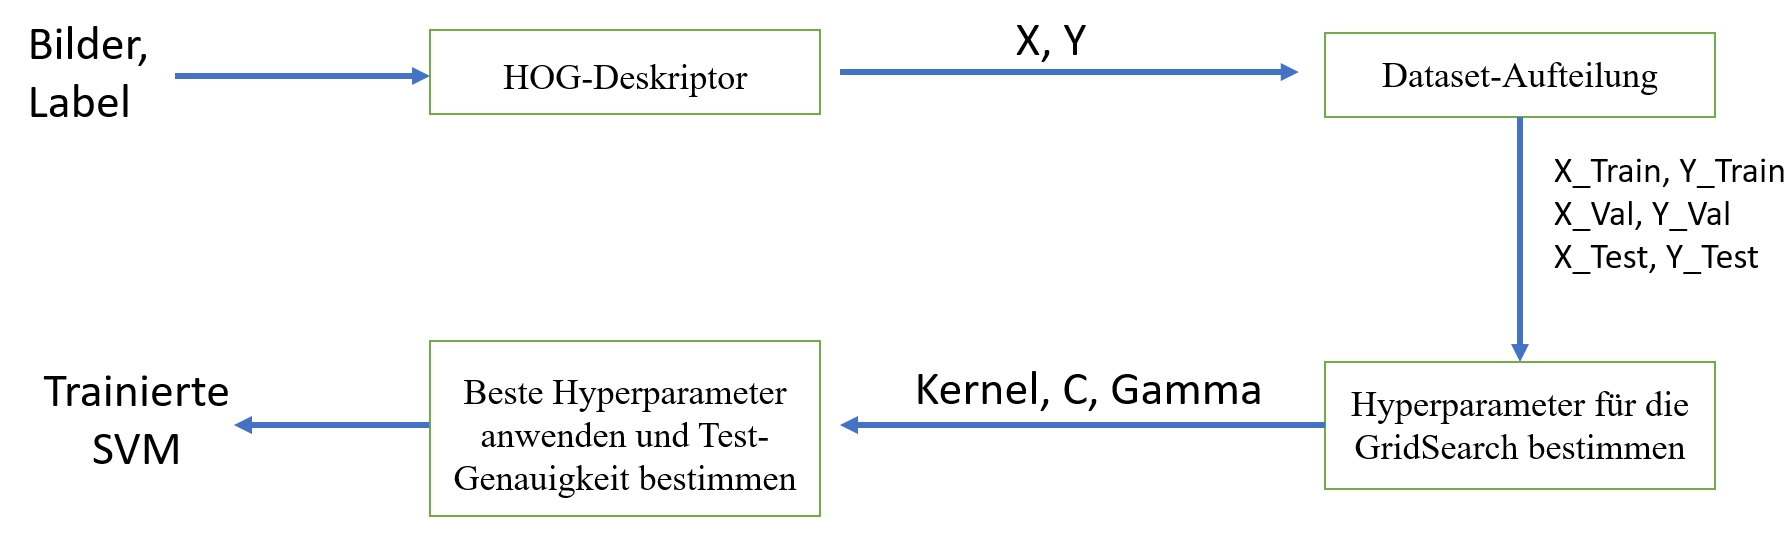 Bilder,
Label
HOG-Deskriptor
X, Y
Dataset-Aufteilung
X_Train, Y_Train
X_Val, Y_Val
X_Test, Y_Test
Hyperparameter für die
GridSearch bestimmen
Kernel, C, Gamma
Beste Hyperparameter
anwenden und Test-
Genauigkeit bestimmen
Trainierte
SVM